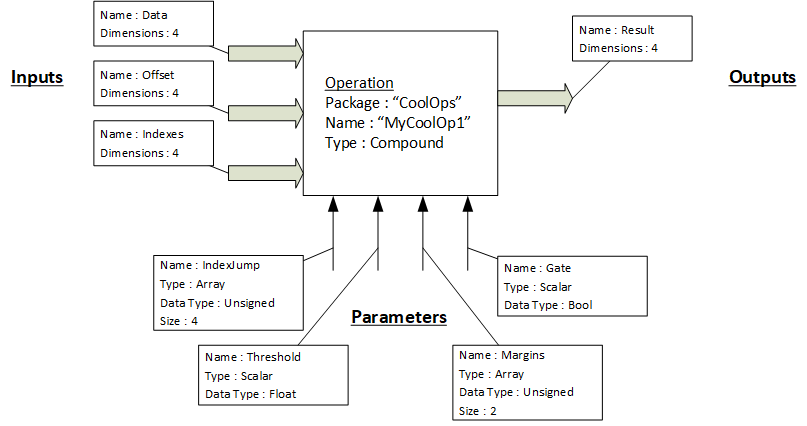 Name : Data
Dimensions : 4
Name : Result
Dimensions : 4
Inputs
Name : Offset
Dimensions : 4
Operation
Package : “CoolOps”
Name : “MyCoolOp1”
Type : Compound
Outputs
Name : Indexes
Dimensions : 4
Name : IndexJump
Type : Array
Data Type : Unsigned
Size : 4
Name : Gate
Type : Scalar
Data Type : Bool
Parameters
Name : Threshold
Type : Scalar
Data Type : Float
Name : Margins
Type : Array
Data Type : Unsigned
Size : 2